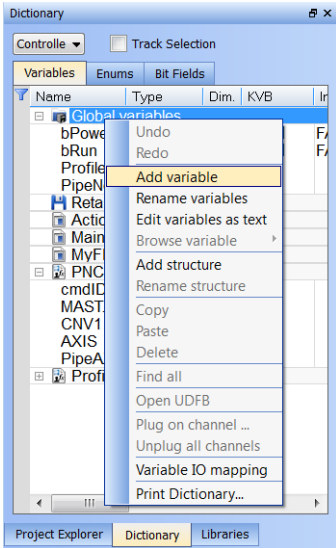 Dictionary
Controlle
Track Selection
Variables Enums Bit Fields
Name Type Dim. KVB
Global variables
bPowe
bRun
Profile
PipeN
Reta
Actio
Main
MyF
PNC
cmdID
MAST
CNV1
AXIS
PipeA
Profi
Undo
Redo
Add variable
Rename variables
Edit variables as text
Browse variable
Add structure
Rename structure
Copy
Paste
Delete
Find all
Open UDFB
Plug on channel ...
Unplug all channels
Variable IO mapping
Print Dictionary...
Project Explorer Dictionary Libraries